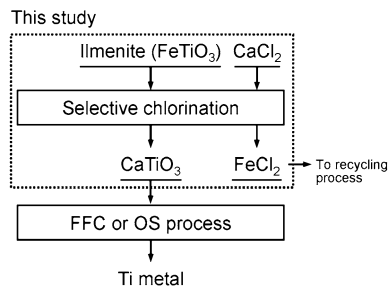 This study
Ilmenite (FeTiO₃) CaCl₂
Selective chlorination
CaTiO₃ FeCl₂
To recycling
process
FFC or OS process
Ti metal